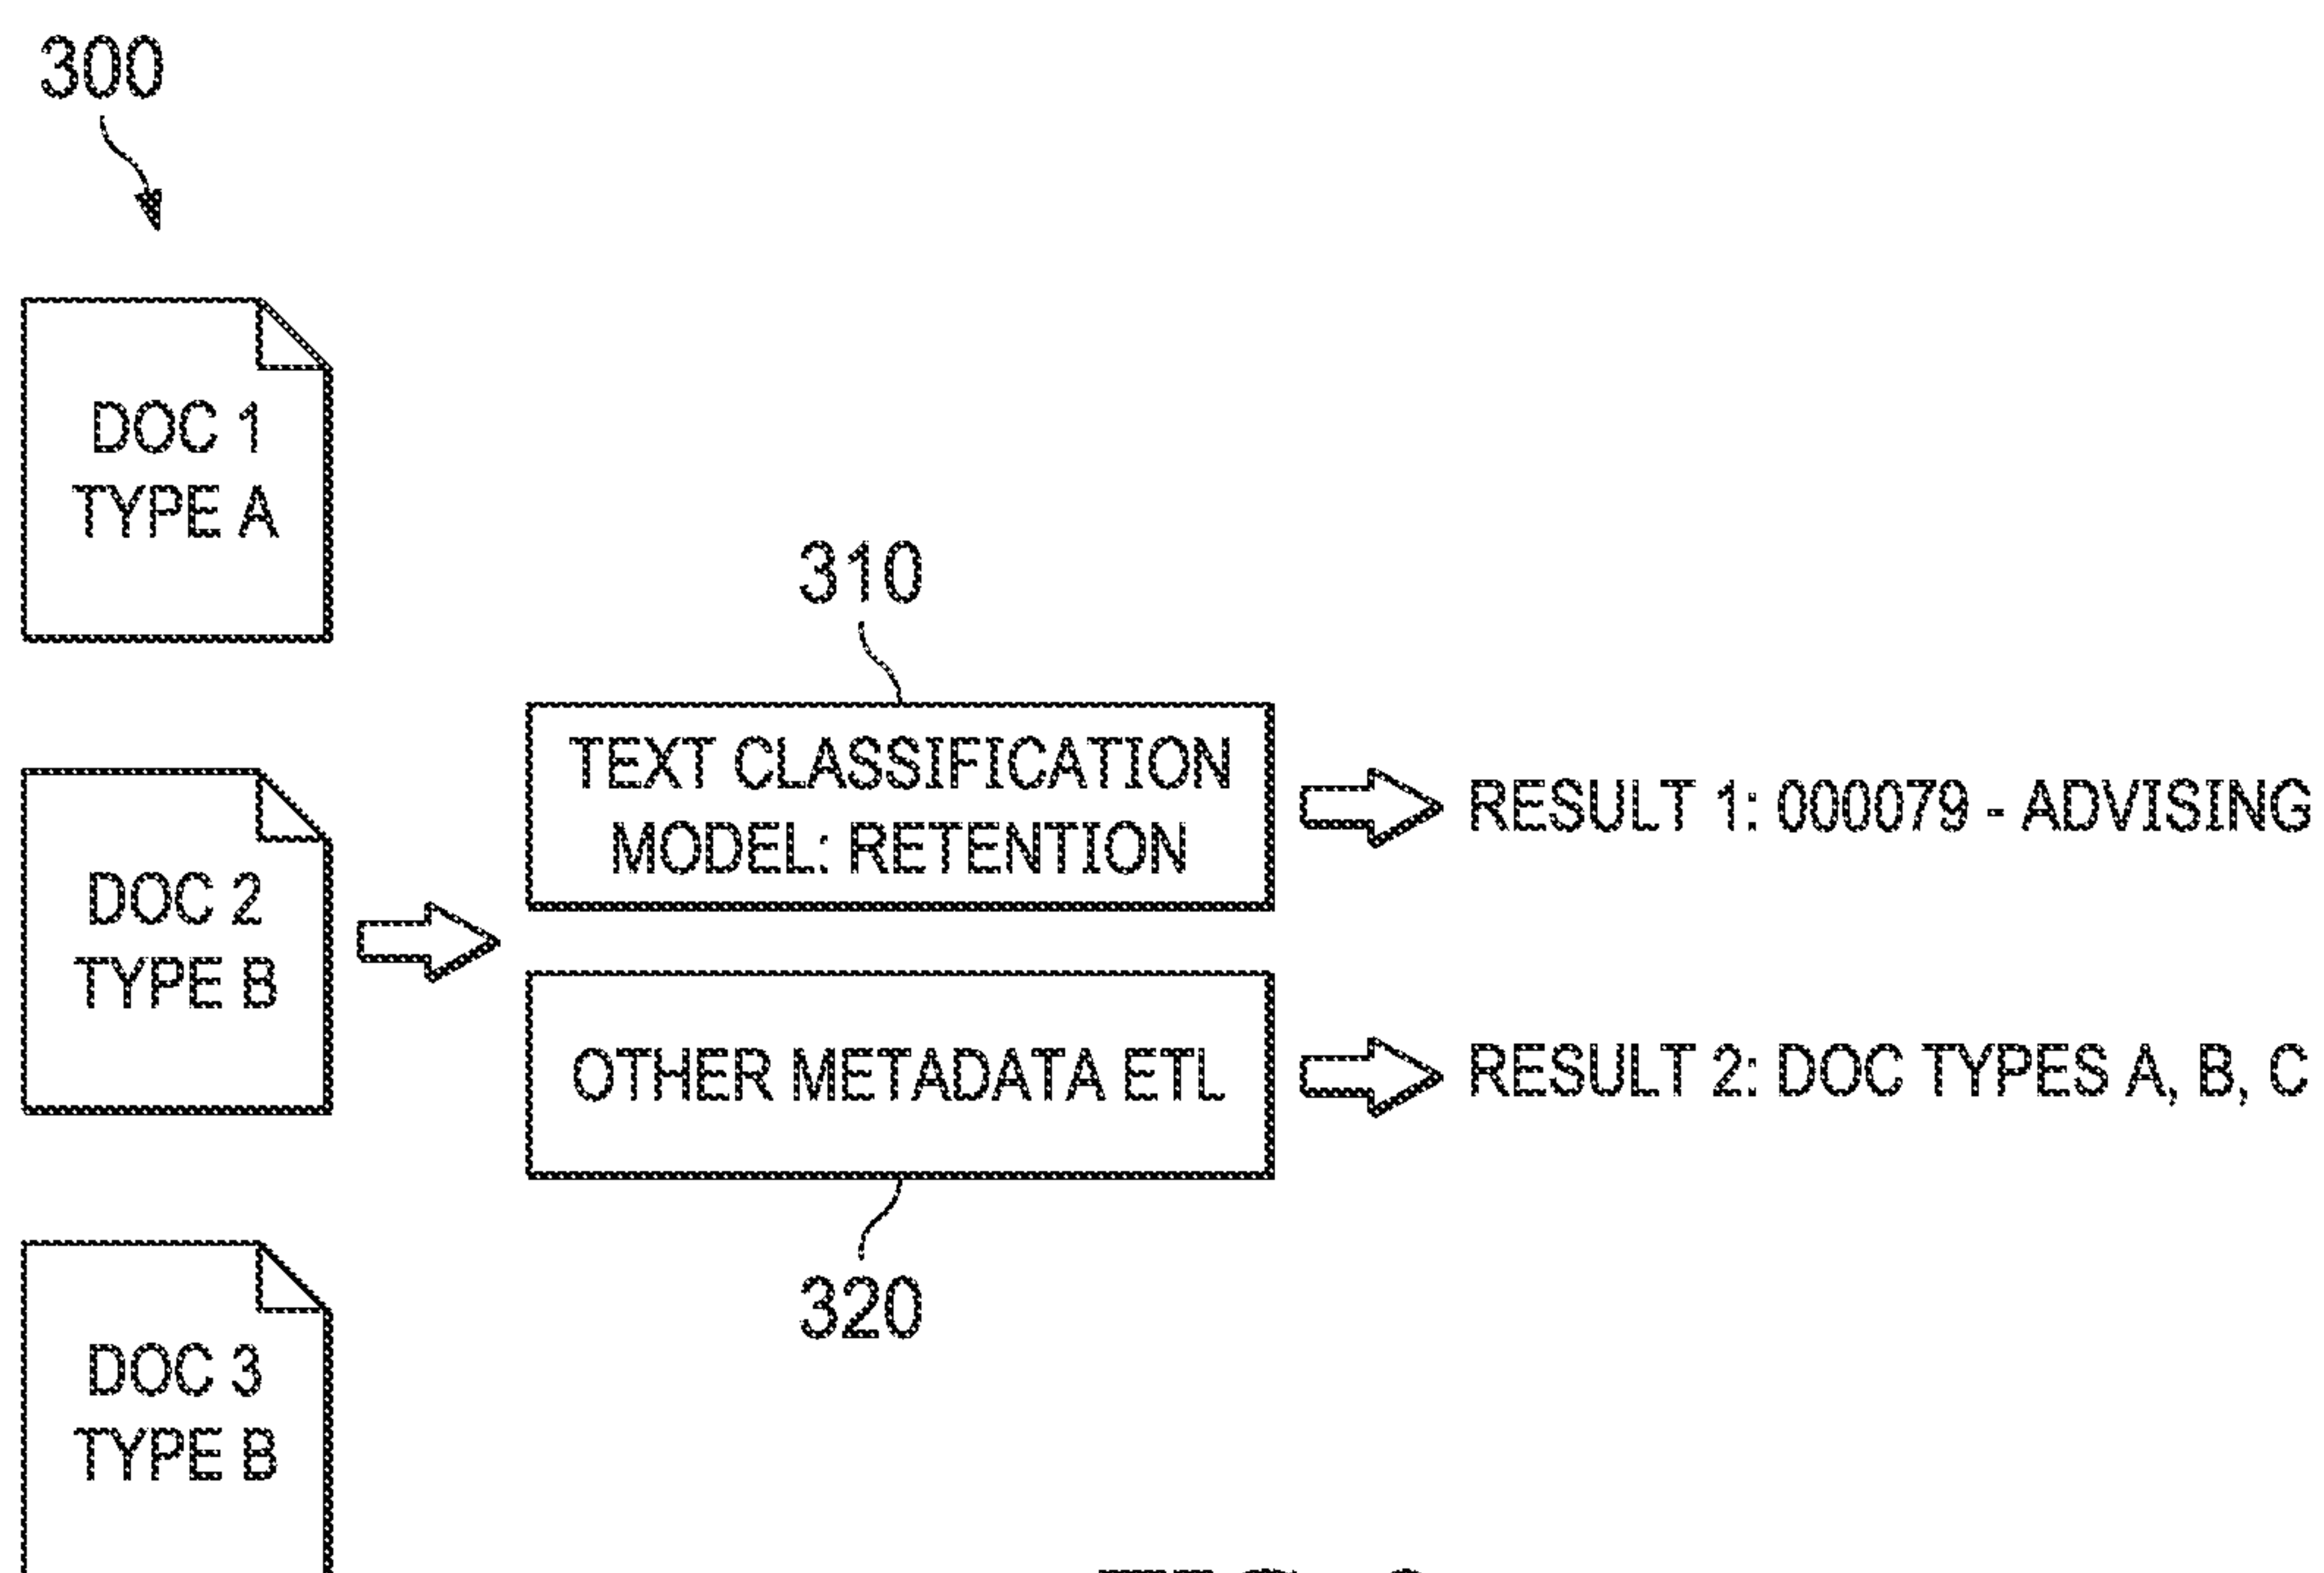 300
DOC 1
TYPE A
310
TEXT CLASSIFICATION
MODEL: RETENTION
RESULT 1: 000079 - ADVISING
DOC 2
TYPE B
OTHER METADATA ETL
RESULT 2: DOC TYPES A, B, C
320
DOC 3
TYPE B